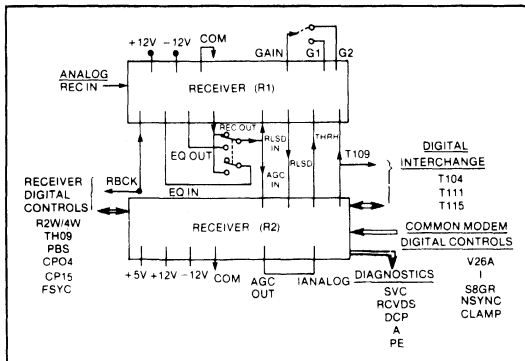 +12V -12V COM GAIN G1 G2
ANALOG
REC IN
RECEIVER (R1)
REC OUT
EQ OUT
RLSD
IN
RLSD
THRH
T109
AGC
IN
EQ IN
RBCK
RECEIVER
DIGITAL
CONTROLS
R2W/4W
TH09
PBS
CPO4
CP15
FSYC
DIGITAL
INTERCHANGE
T104
T111
T115
RECEIVER (R2)
+5V +12V -12V COM AGC
OUT
IANALOG
COMMON MODEM
DIGITAL CONTROLS
V26A
I
S8GR
NSYNC
CLAMP
DIAGNOSTICS
SVC
RCVDS
DCP
A
PE